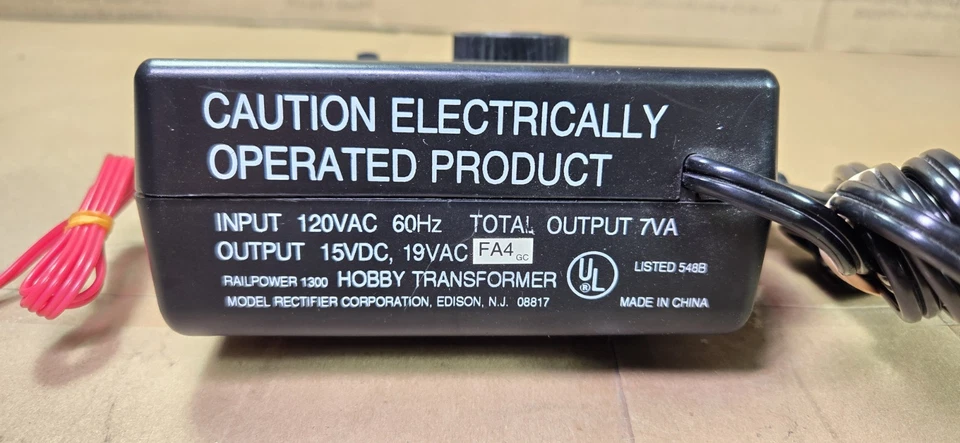 CAUTION ELECTRICALLY
OPERATED PRODUCT
INPUT 120VAC 60Hz TOTAL OUTPUT 7VA
OUTPUT 15VDC, 19VAC FA4 GC
RAILPOWER 1300 HOBBY TRANSFORMER
MODEL RECTIFIER CORPORATION, EDISON, N.J. 08817
UL ®
LISTED 548B
MADE IN CHINA